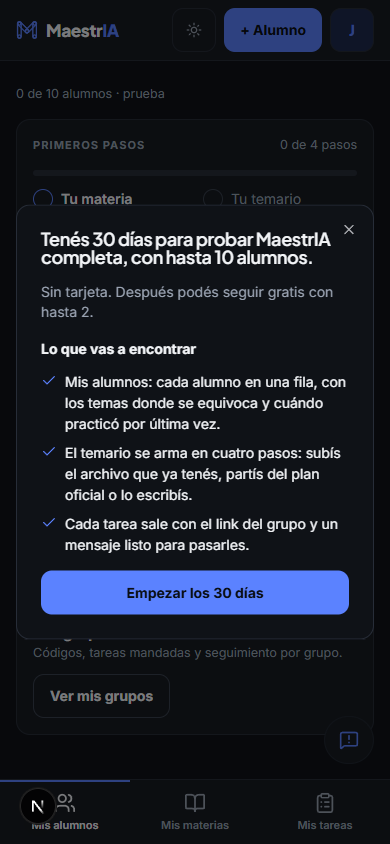 MaestrIA
+ Alumno
J
0 de 10 alumnos · prueba
PRIMEROS PASOS
0 de 4 pasos
Tu materia
Tu temario
Tenés 30 días para probar MaestrIA
completa, con hasta 10 alumnos.
Sin tarjeta. Después podés seguir gratis con
hasta 2.
Lo que vas a encontrar
Mis alumnos: cada alumno en una fila, con
los temas donde se equivoca y cuándo
practicó por última vez.
El temario se arma en cuatro pasos: subís
el archivo que ya tenés, partís del plan
oficial o lo escribís.
Cada tarea sale con el link del grupo y un
mensaje listo para pasarles.
Empezar los 30 días
Códigos, tareas mandadas y seguimiento por grupo.
Ver mis grupos
N
Mis alumnos
Mis materias
Mis tareas